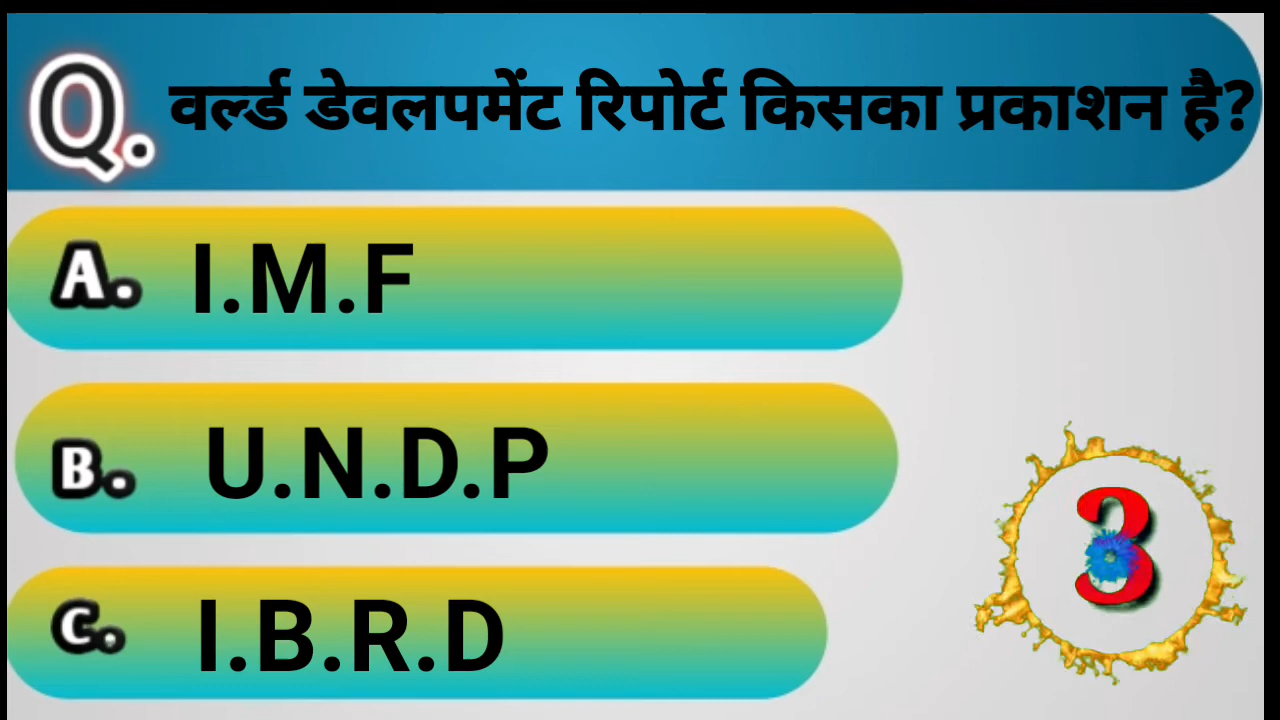 Q. वर्ल्ड डेवलपमेंट रिपोर्ट किसका प्रकाशन है?
A. I.M.F
B. U.N.D.P
C. I.B.R.D
3